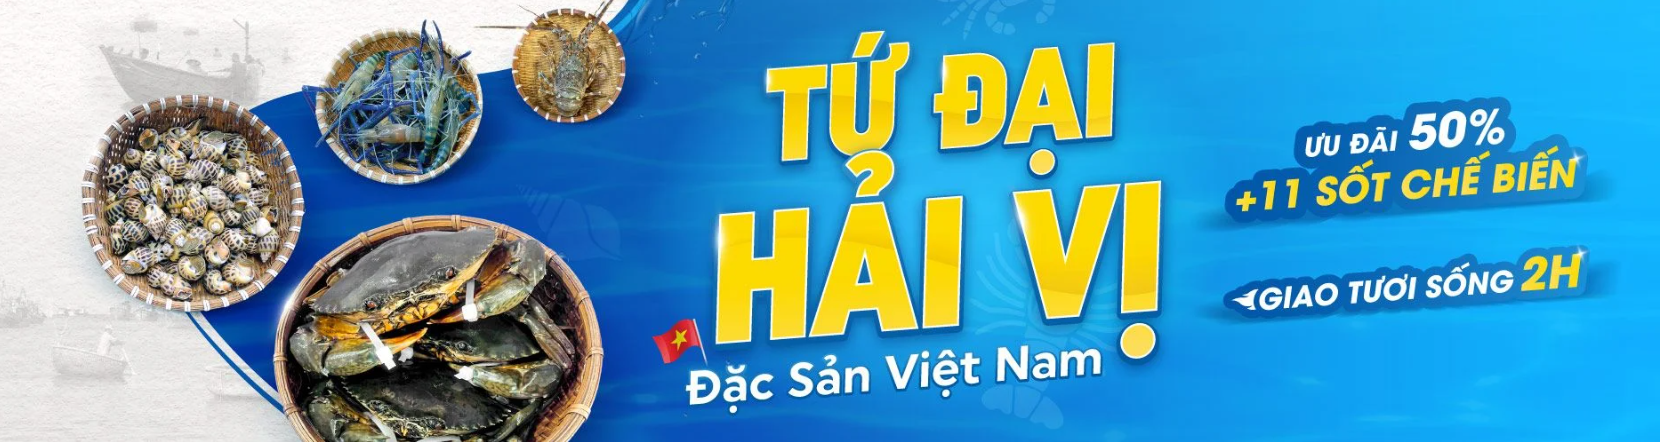 TỨ ĐẠI
HẢI VỊ
Đặc Sản Việt Nam
ƯU ĐÃI 50%
+11 SỐT CHẾ BIẾN
GIAO TƯƠI SỐNG 2H